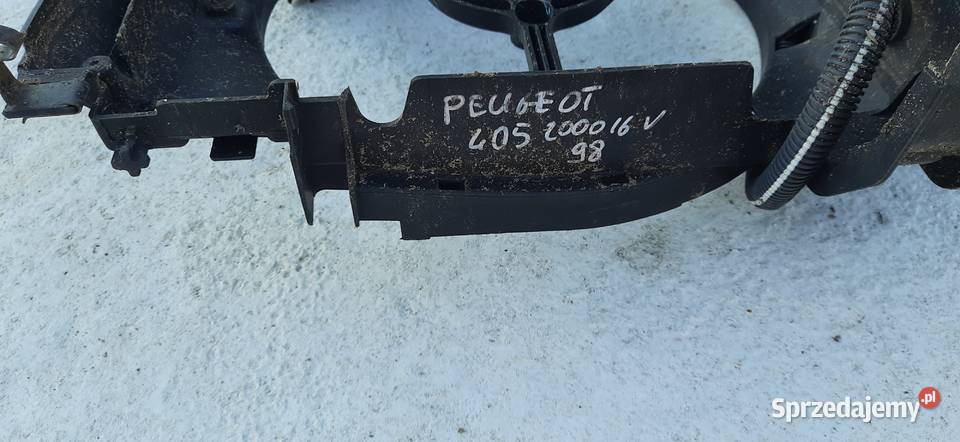 PEUGEOT
405 2000 16 V
98
Sprzedajemy.pl